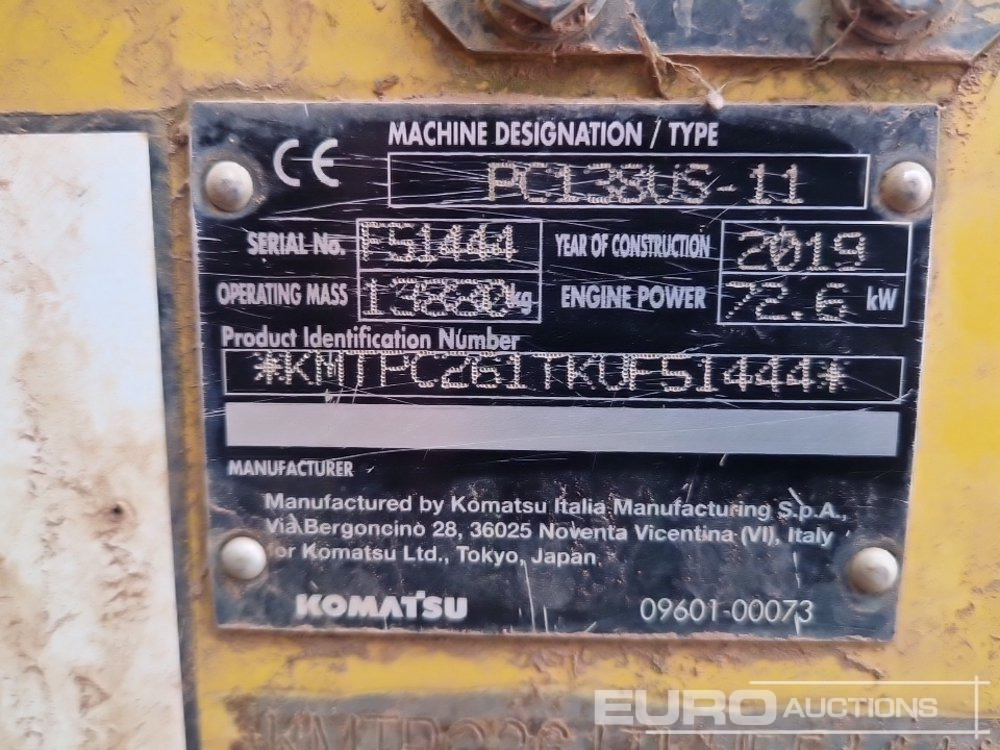 CE
MACHINE DESIGNATION / TYPE
PC138US-11
SERIAL No. F51444
YEAR OF CONSTRUCTION 2019
OPERATING MASS kg
ENGINE POWER 72.6 kW
Product Identification Number
*KMTPC261TKUF51444*
MANUFACTURER
Manufactured by Komatsu Italia Manufacturing S.p.A.,
Via Bergoncino 28, 36025 Noventa Vicentina (VI), Italy
for Komatsu Ltd., Tokyo, Japan
KOMATSU 09601-00073
EURO AUCTIONS